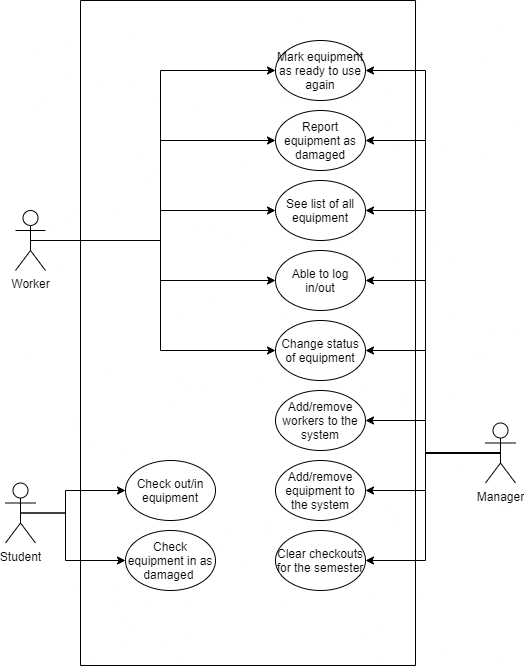 Mark equipment
as ready to use
again
Report
equipment as
damaged
See list of all
equipment
Worker
Able to log
in/out
Change status
of equipment
Add/remove
workers to the
system
Manager
Check out/in
equipment
Add/remove
equipment to
the system
Student
Check
equipment in as
damaged
Clear checkouts
for the semester